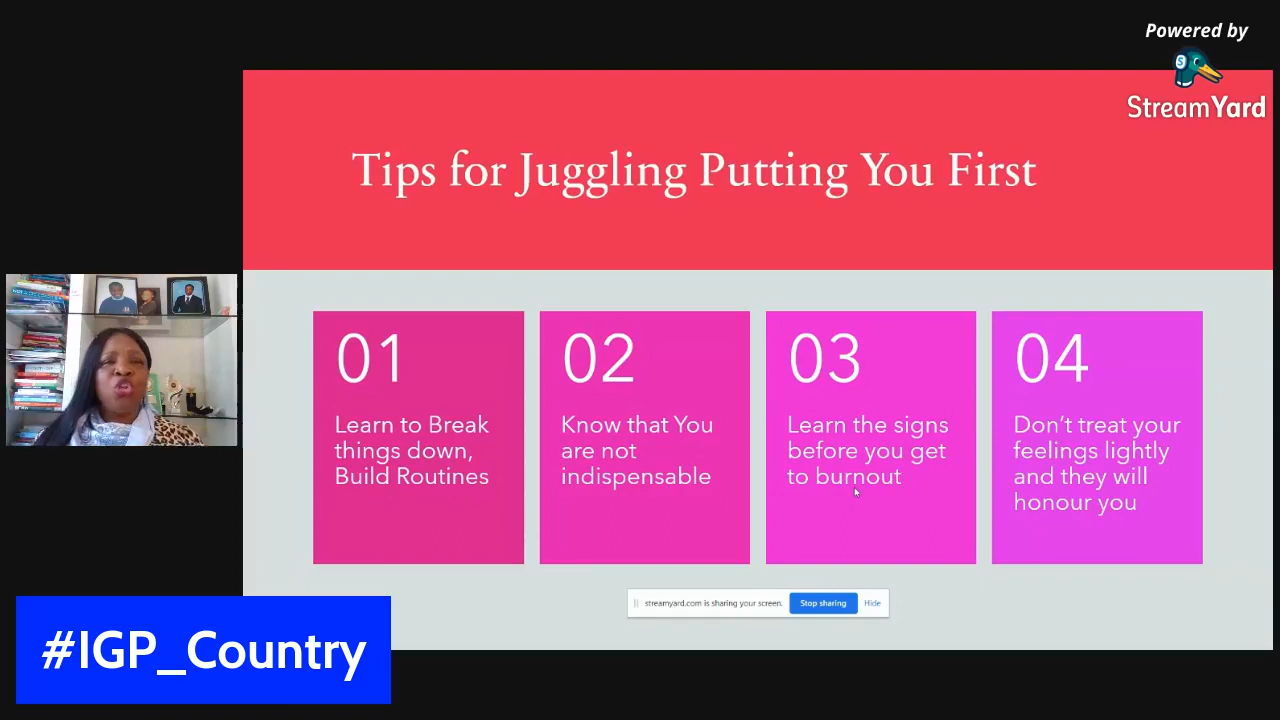 Powered by
StreamYard
Tips for Juggling Putting You First
01
Learn to Break
things down,
Build Routines
02
Know that You
are not
indispensable
03
Learn the signs
before you get
to burnout
04
Don’t treat your
feelings lightly
and they will
honour you
streamyard.com is sharing your screen.
Stop sharing
Hide
#IGP_Country